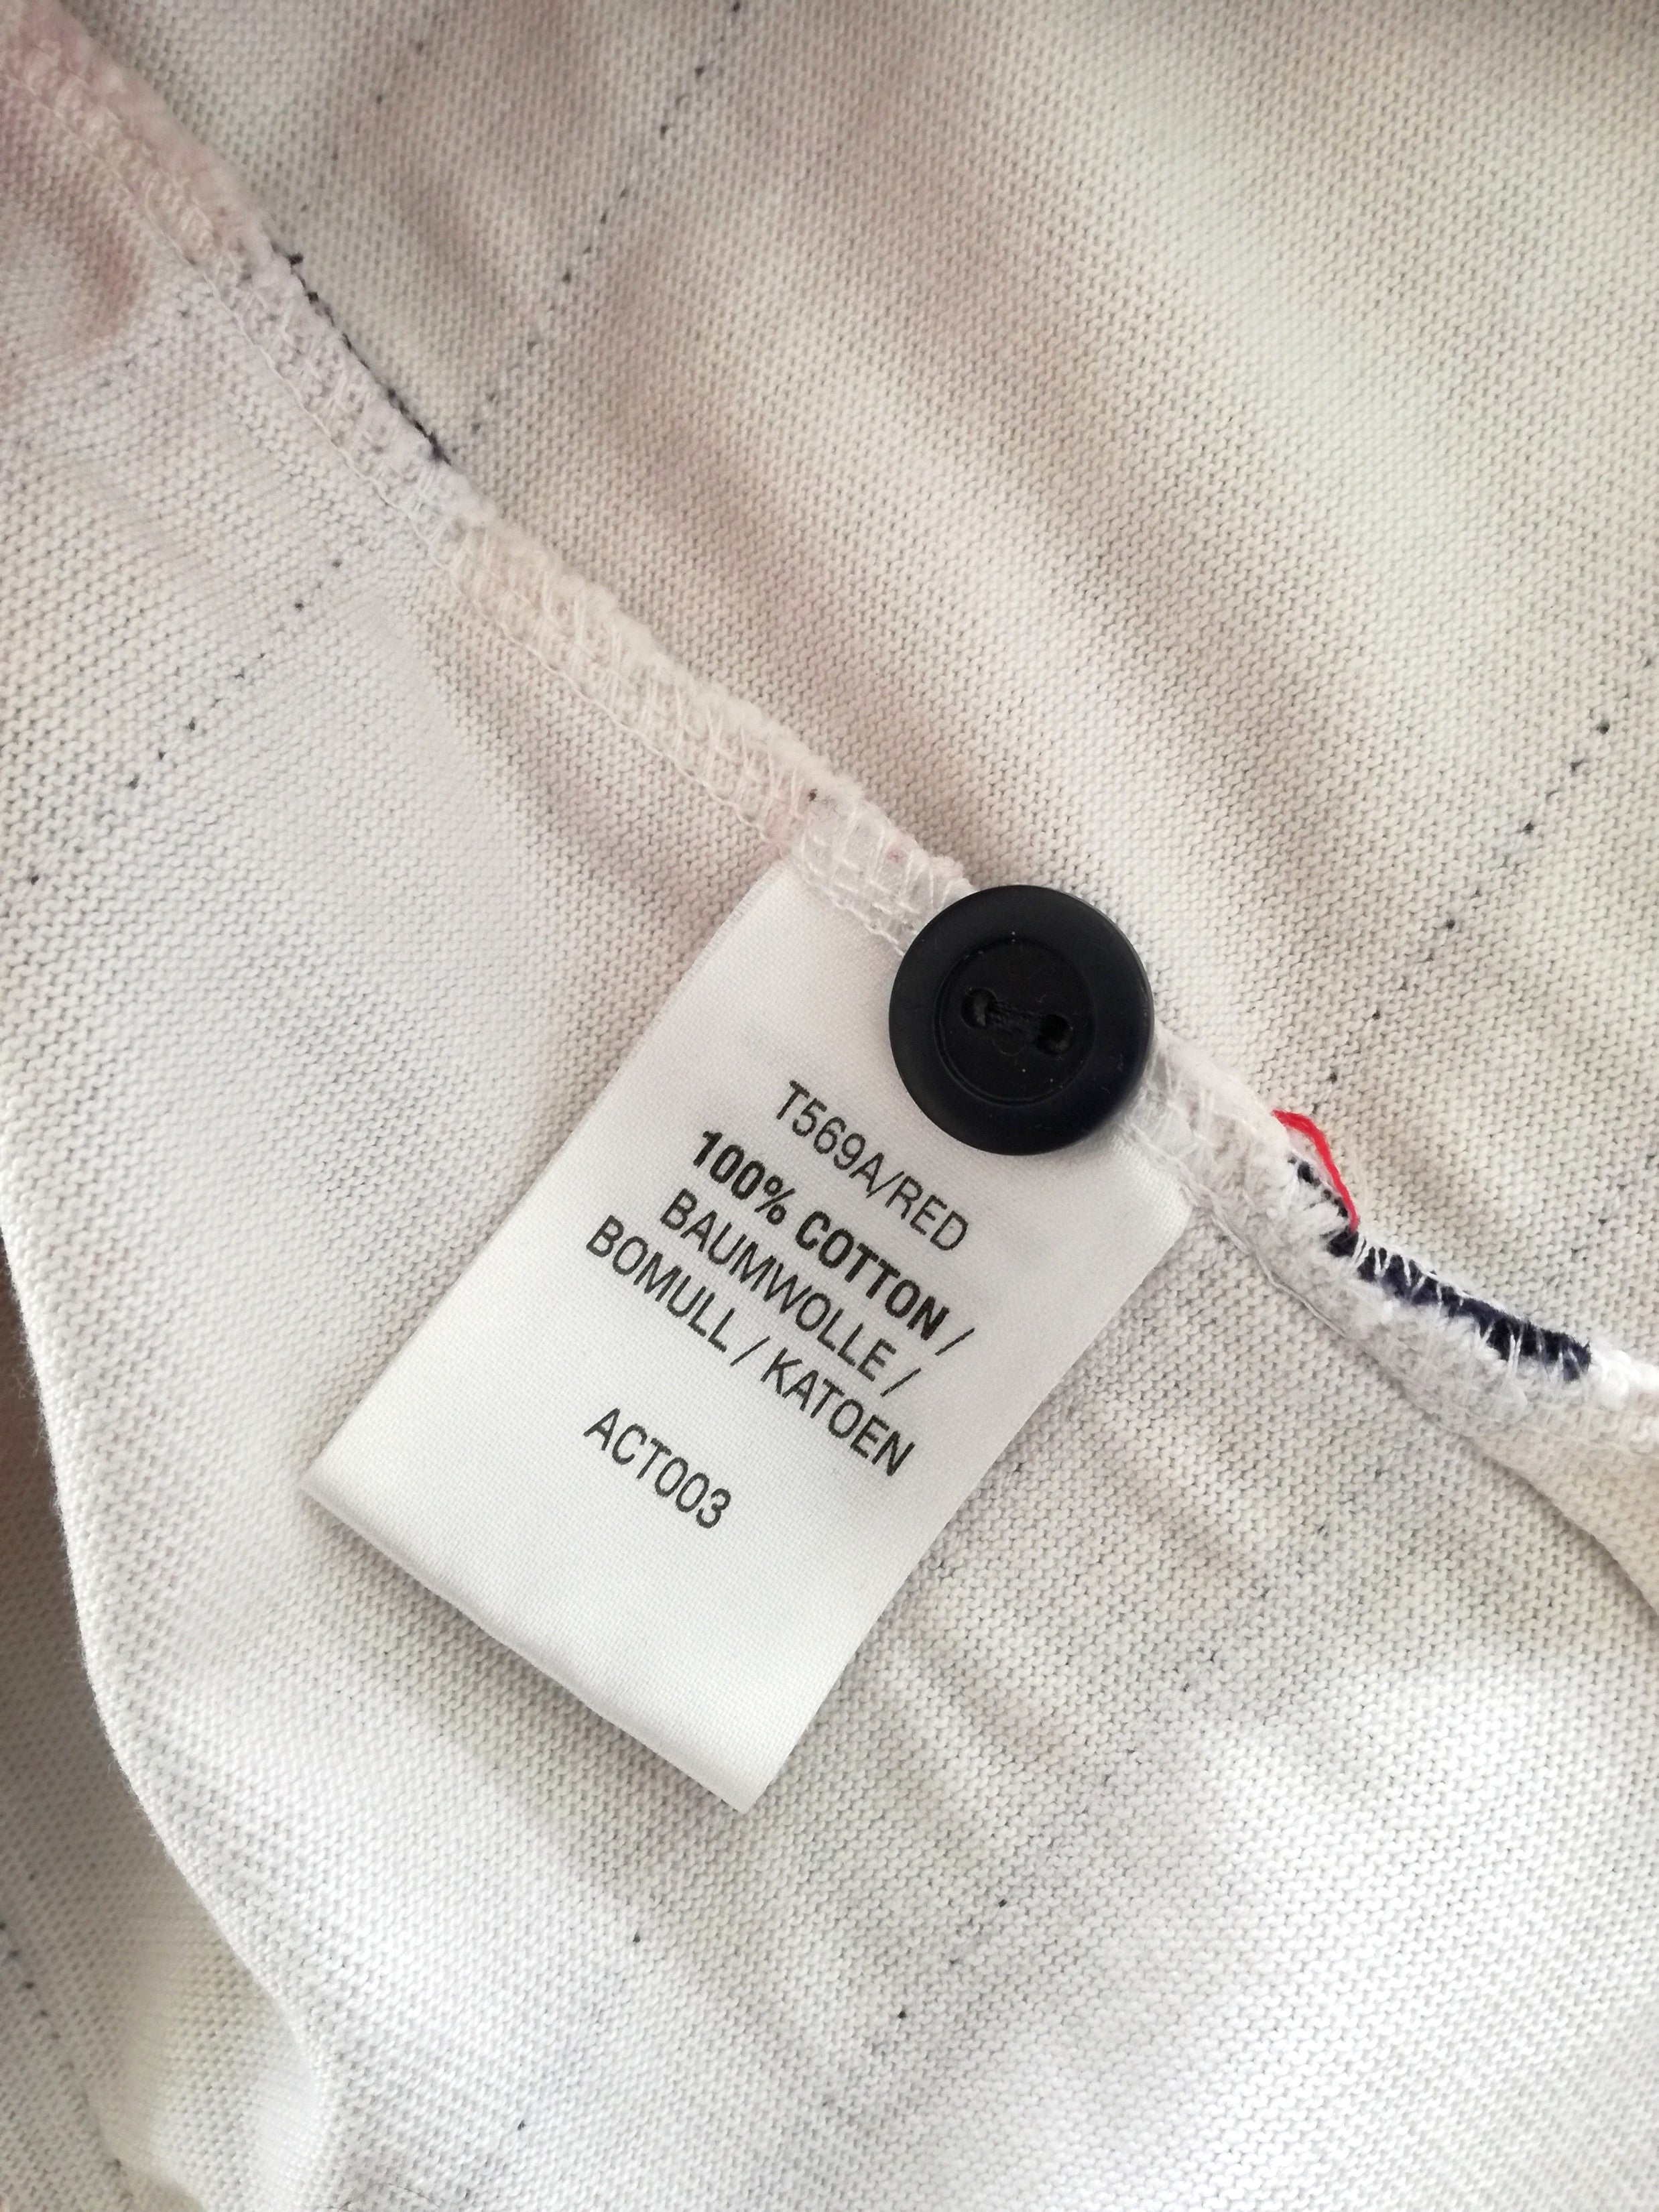 T569A/RED
100% COTTON /
BAUMWOLLE /
BOMULL / KATOEN
ACT003